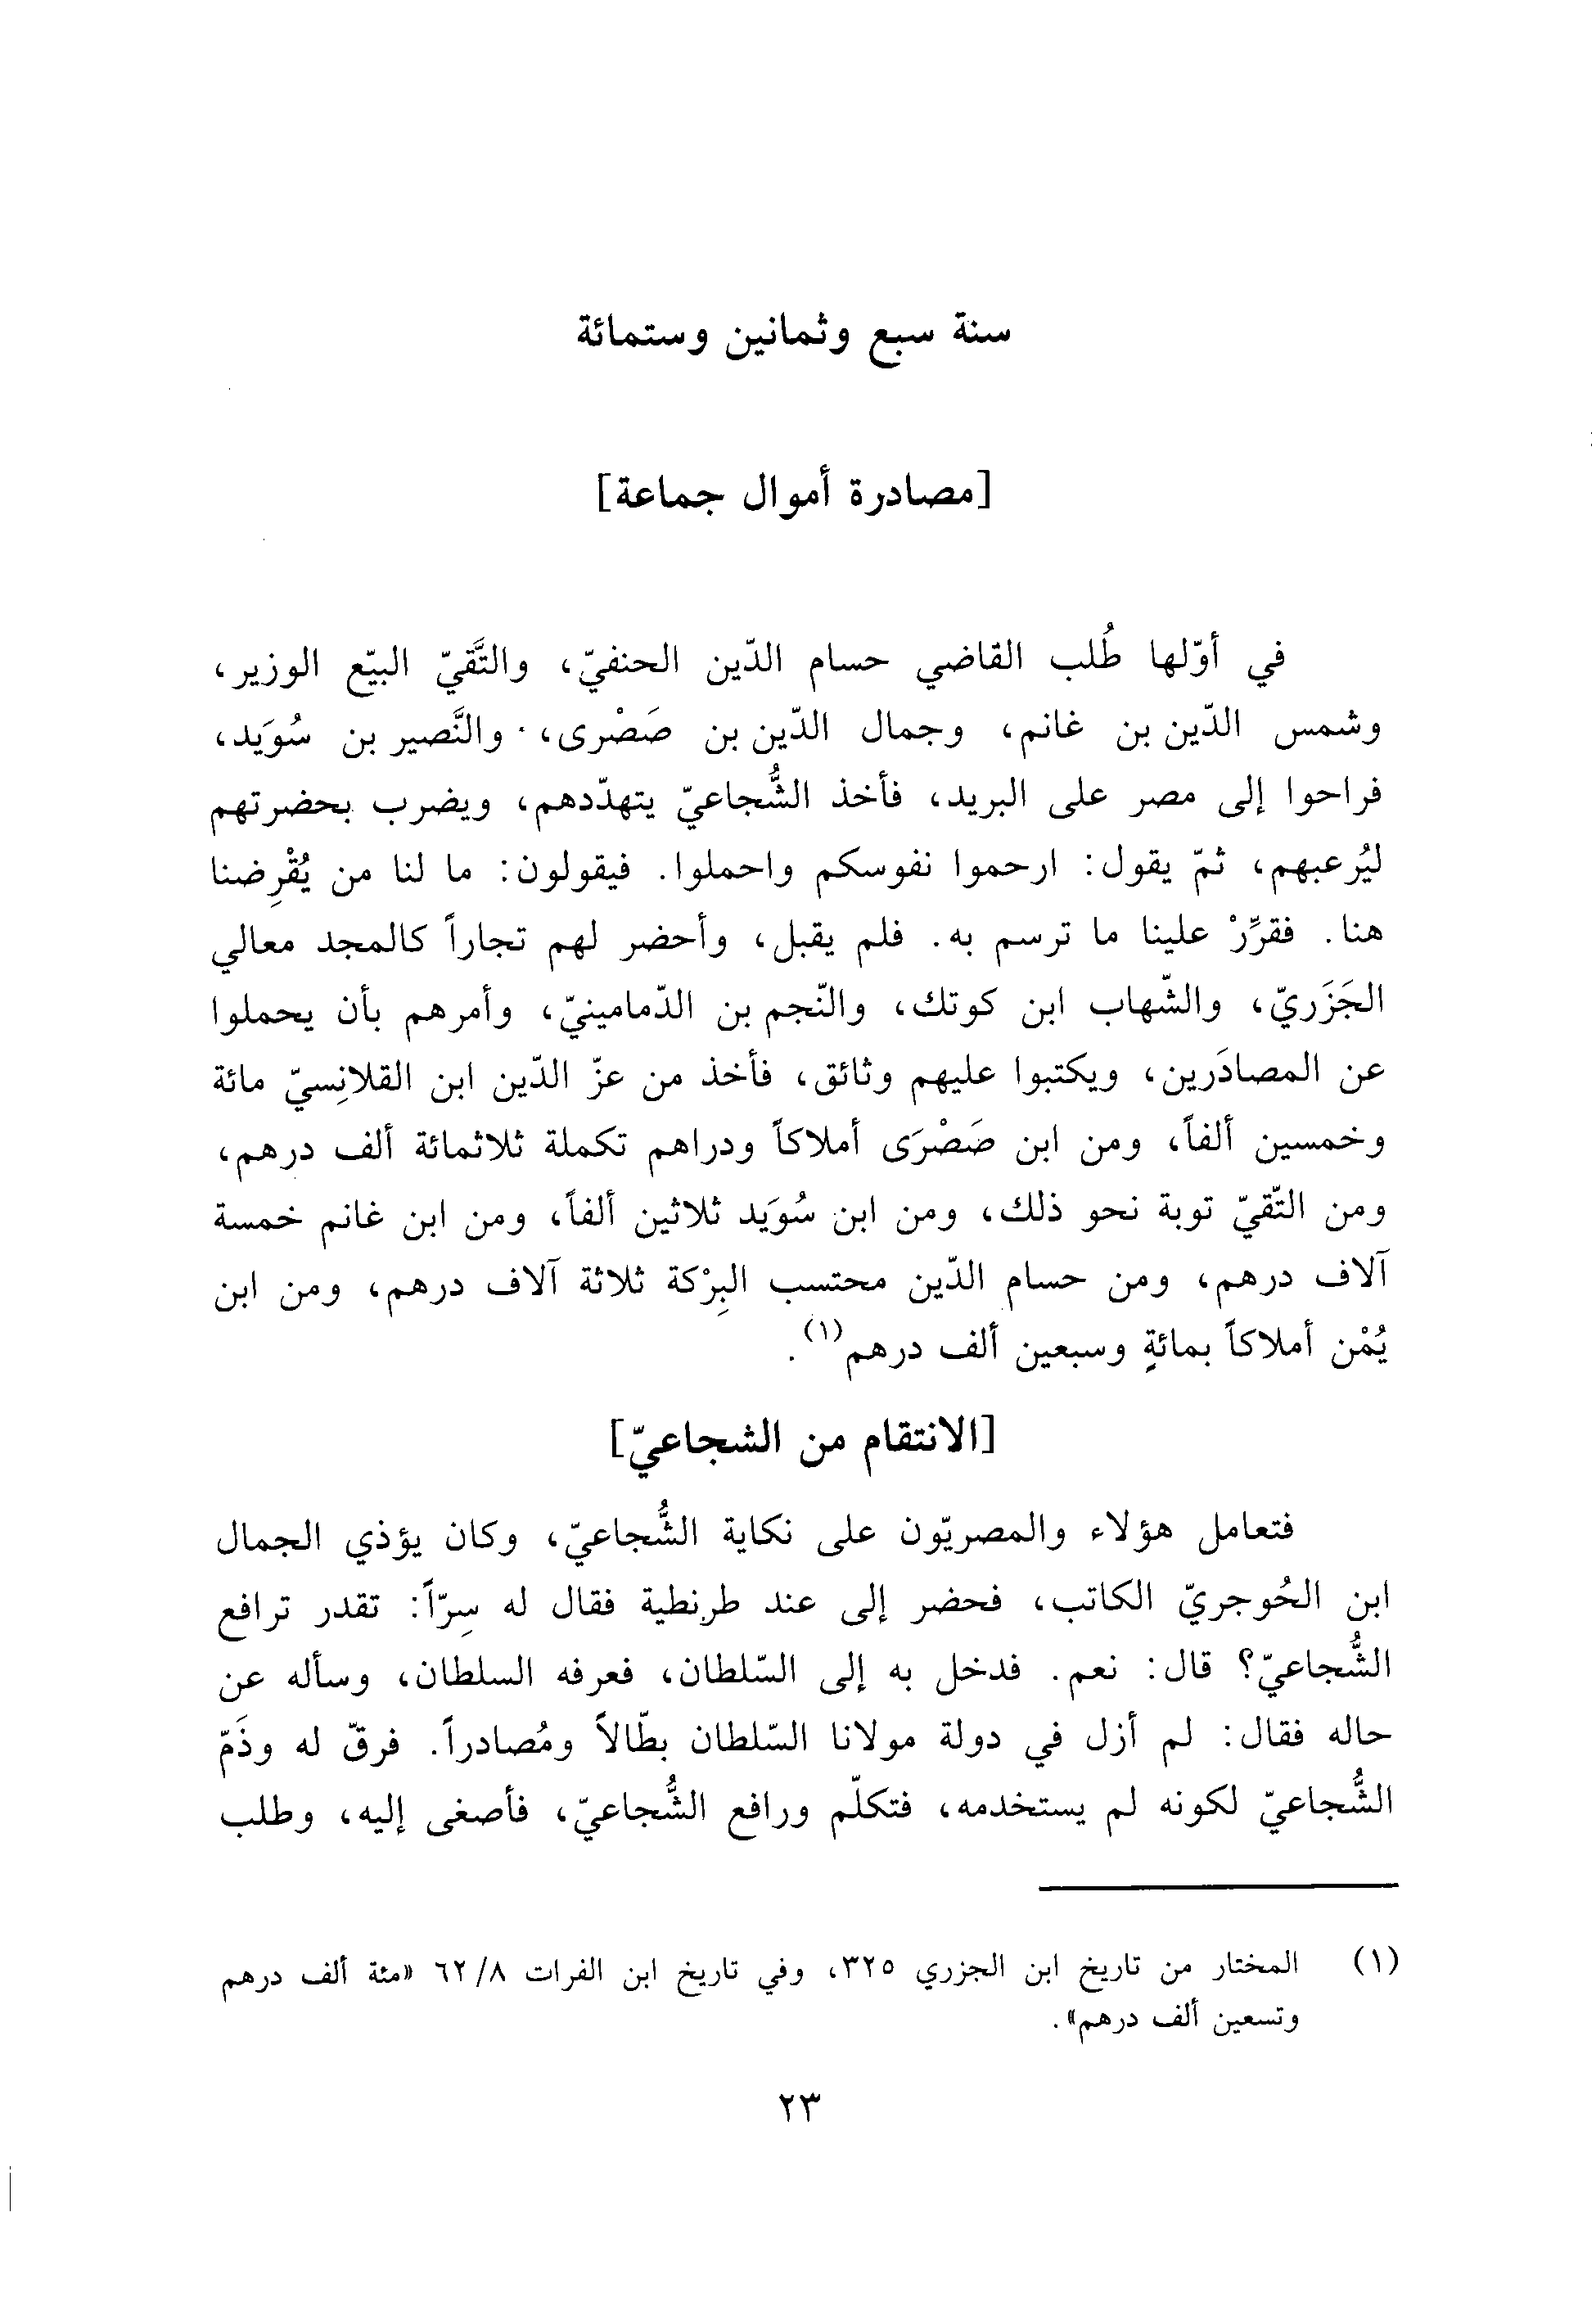 سنة سبع وثمانين وستمائة
[مصادرة أموال جماعة]
في أوّلها طُلب القاضي حسام الدّين الحنفيّ، والتَّقيّ البيّع الوزير،
وشمس الدّين بن غانم، وجمال الدّين بن صَصْرى، والنَّصير بن سُوَيد،
فراحوا إلى مصر على البريد، فأخذ الشُّجاعيّ يتهدّدهم، ويضرب بحضرتهم
ليُرعبهم، ثمّ يقول: ارحموا نفوسكم واحملوا. فيقولون: ما لنا من يُقْرِضنا
هنا. فقرِّرْ علينا ما ترسم به. فلم يقبل، وأحضر لهم تجاراً كالمجد معالي
الجَزَريّ، والشّهاب ابن كوتك، والنّجم بن الدّمامينيّ، وأمرهم بأن يحملوا
عن المصادَرين، ويكتبوا عليهم وثائق، فأخذ من عزّ الدّين ابن القلانِسيّ مائة
وخمسين ألفاً، ومن ابن صَصْرَى أملاكاً ودراهم تكملة ثلاثمائة ألف درهم،
ومن التّقيّ توبة نحو ذلك، ومن ابن سُوَيد ثلاثين ألفاً، ومن ابن غانم خمسة
آلاف درهم، ومن حسام الدّين محتسب البِرْكة ثلاثة آلاف درهم، ومن ابن
يُمْن أملاكاً بمائةٍ وسبعين ألف درهم(١).
[الانتقام من الشجاعيّ]
فتعامل هؤلاء والمصريّون على نكاية الشُّجاعيّ، وكان يؤذي الجمال
ابن الحُوجريّ الكاتب، فحضر إلى عند طرنطية فقال له سِرّاً: تقدر ترافع
الشُّجاعيّ؟ قال: نعم. فدخل به إلى السّلطان، فعرفه السلطان، وسأله عن
حاله فقال: لم أزل في دولة مولانا السّلطان بطّالاً ومُصادراً. فرقّ له وذَمّ
الشُّجاعيّ لكونه لم يستخدمه، فتكلّم ورافع الشُّجاعيّ، فأصغى إليه، وطلب
(١) المختار من تاريخ ابن الجزري ٣٢٥، وفي تاريخ ابن الفرات ٦٢/٨ «مئة ألف درهم
وتسعين ألف درهم».
٢٣